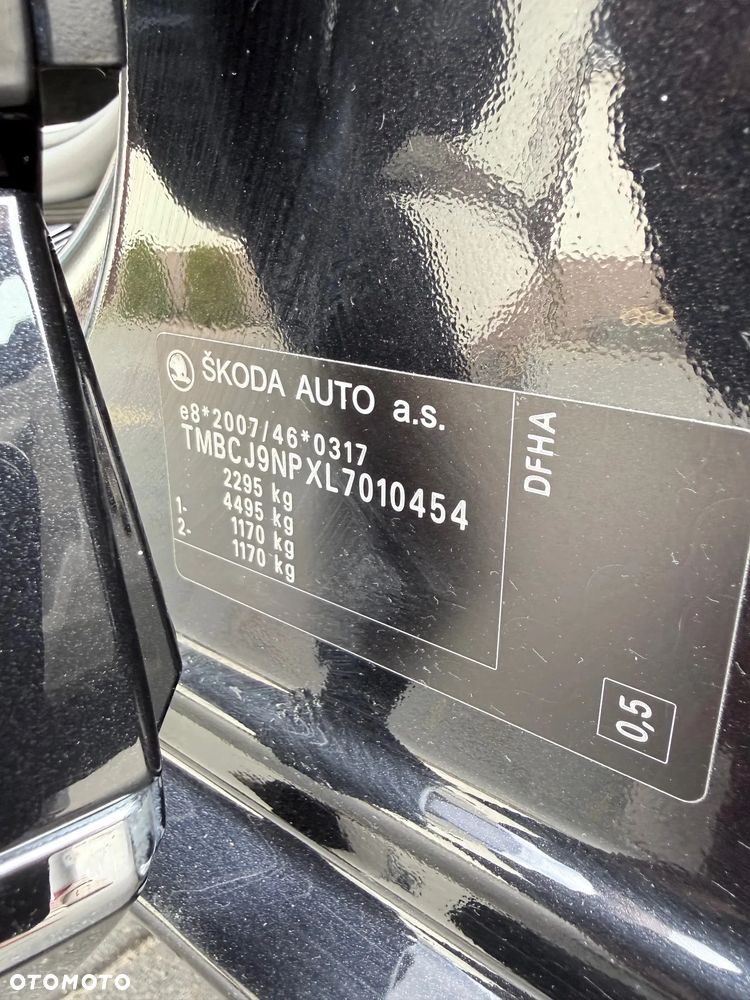 ŠKODA AUTO a.s.
e8*2007/46*0317
TMBCJ9NPXL7010454
2295 kg
4495 kg
1- 1170 kg
2- 1170 kg
DFHA
0,5
OTOMOTO